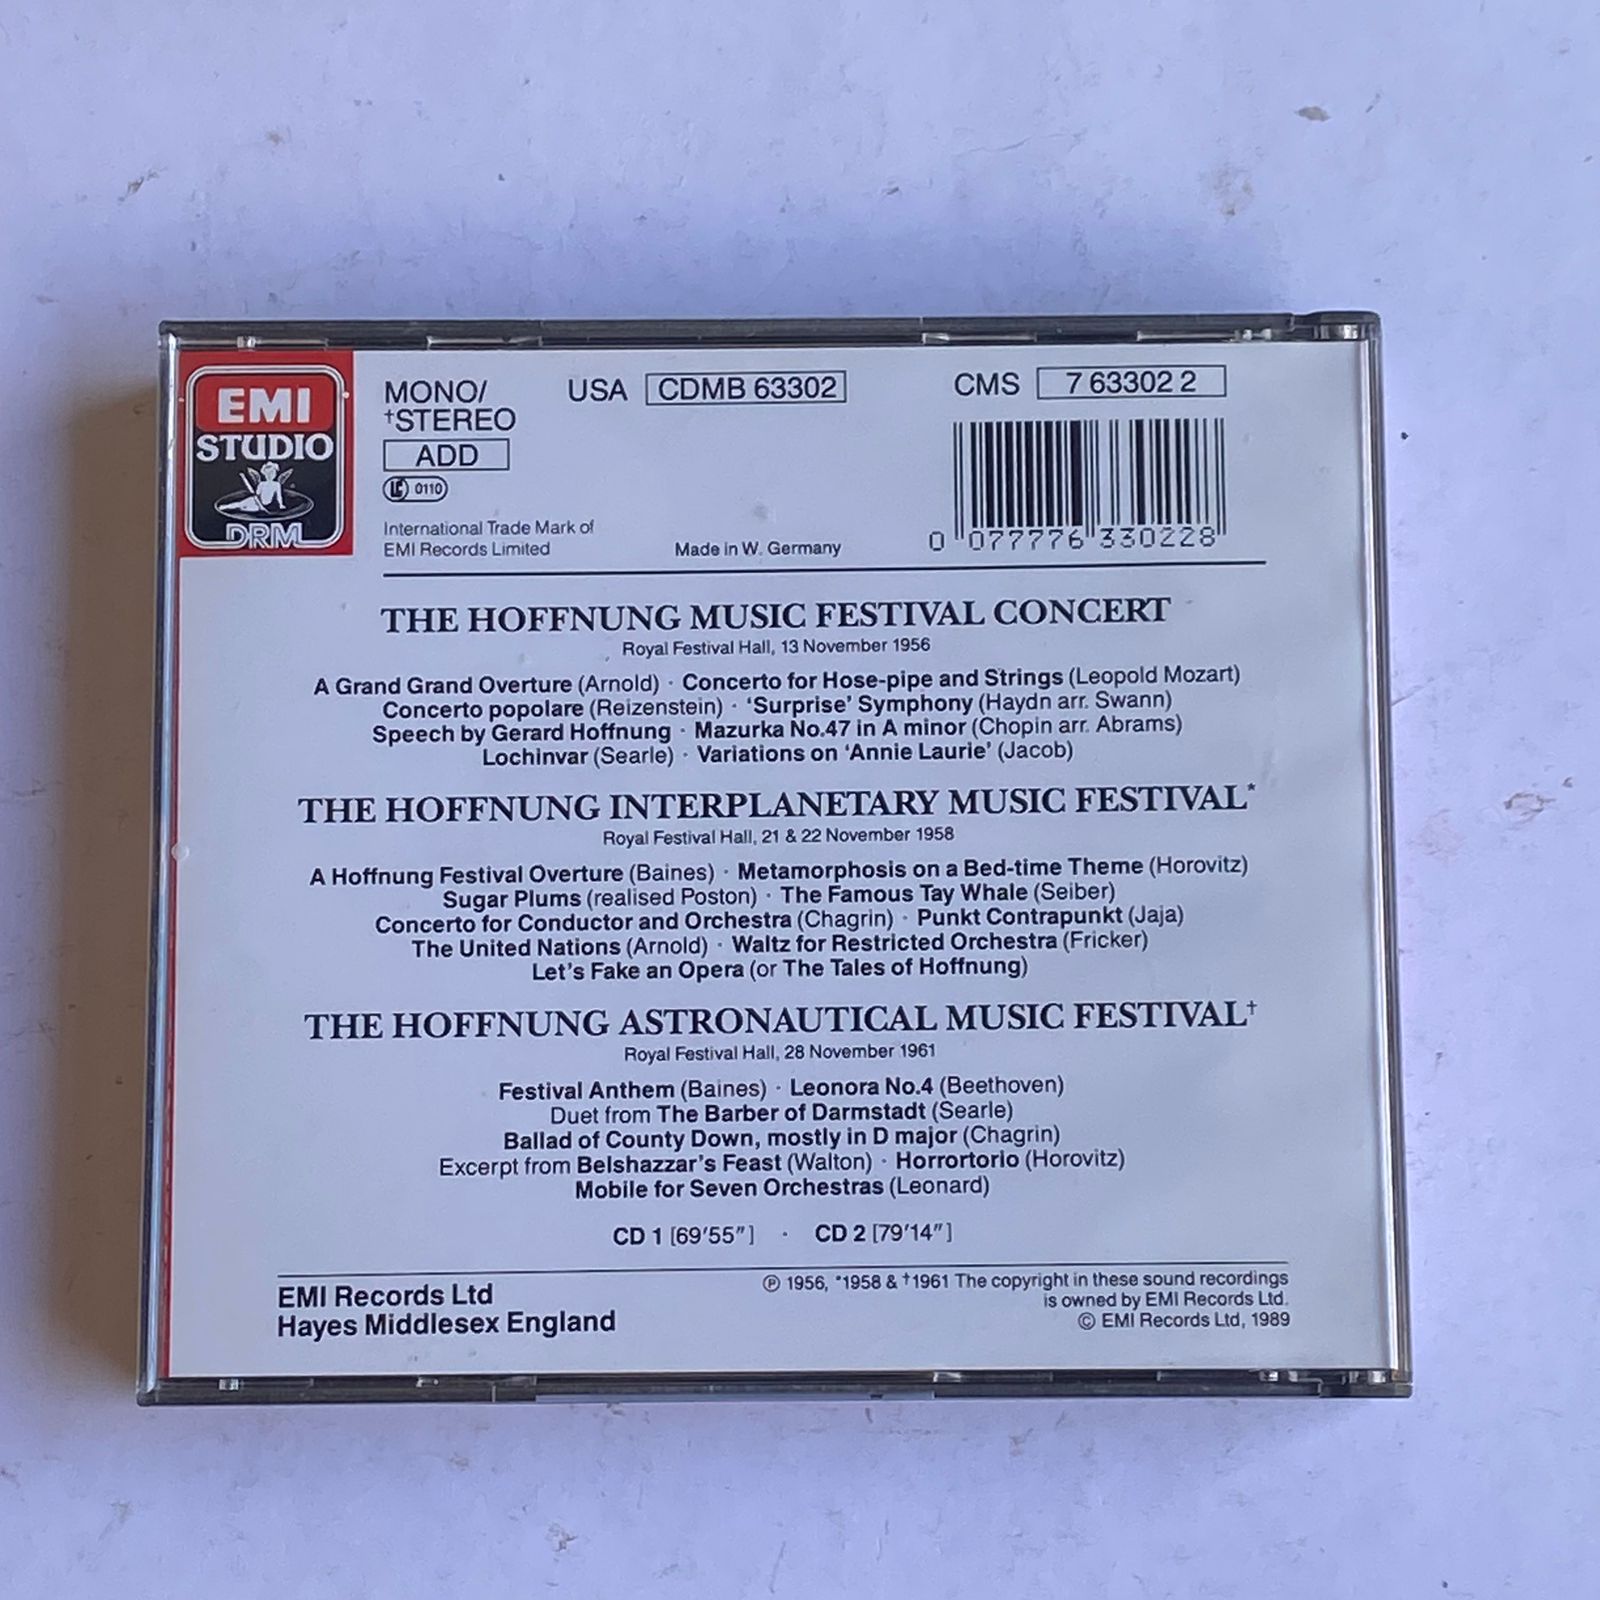 EMI
STUDIO
DRM
MONO/
†STEREO
ADD
LC 0110
International Trade Mark of
EMI Records Limited
USA CDMB 63302
Made in W. Germany
CMS 7 63302 2
0 077776 330228
THE HOFFNUNG MUSIC FESTIVAL CONCERT
Royal Festival Hall, 13 November 1956
A Grand Grand Overture (Arnold) · Concerto for Hose-pipe and Strings (Leopold Mozart)
Concerto popolare (Reizenstein) · ‘Surprise’ Symphony (Haydn arr. Swann)
Speech by Gerard Hoffnung · Mazurka No.47 in A minor (Chopin arr. Abrams)
Lochinvar (Searle) · Variations on ‘Annie Laurie’ (Jacob)
THE HOFFNUNG INTERPLANETARY MUSIC FESTIVAL*
Royal Festival Hall, 21 & 22 November 1958
A Hoffnung Festival Overture (Baines) · Metamorphosis on a Bed-time Theme (Horovitz)
Sugar Plums (realised Poston) · The Famous Tay Whale (Seiber)
Concerto for Conductor and Orchestra (Chagrin) · Punkt Contrapunkt (Jaja)
The United Nations (Arnold) · Waltz for Restricted Orchestra (Fricker)
Let's Fake an Opera (or The Tales of Hoffnung)
THE HOFFNUNG ASTRONAUTICAL MUSIC FESTIVAL†
Royal Festival Hall, 28 November 1961
Festival Anthem (Baines) · Leonora No.4 (Beethoven)
Duet from The Barber of Darmstadt (Searle)
Ballad of County Down, mostly in D major (Chagrin)
Excerpt from Belshazzar's Feast (Walton) · Horrortorio (Horovitz)
Mobile for Seven Orchestras (Leonard)
CD 1 [69′55″] · CD 2 [79′14″]
EMI Records Ltd
Hayes Middlesex England
℗ 1956, *1958 & †1961 The copyright in these sound recordings
is owned by EMI Records Ltd.
© EMI Records Ltd, 1989